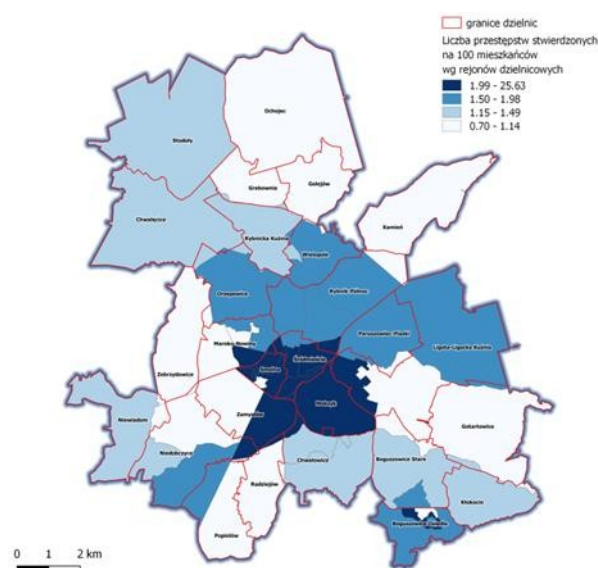 granice dzielnic
Liczba przestępstw stwierdzonych
na 100 mieszkańców
wg rejonów dzielnicowych
1.99 - 25.63
1.50 - 1.98
1.15 - 1.49
0.70 - 1.14
Ochojec
Stodoły
Grabownia
Golejów
Chwałęcice
Rybnicka Kuźnia
Kamień
Wielopole
Orzepowice
Rybnik-Północ
Maroko-Nowiny
Paruszowiec-Piaski
Ligota-Ligocka Kuźnia
Śródmieście
Smolna
Zebrzydowice
Meksyk
Zamysłów
Gotartowice
Niewiadom
Niedobczyce
Chwałowice
Boguszowice Stare
Radziejów
Kłokocin
Popielów
Boguszowice Osiedle
0 1 2 km